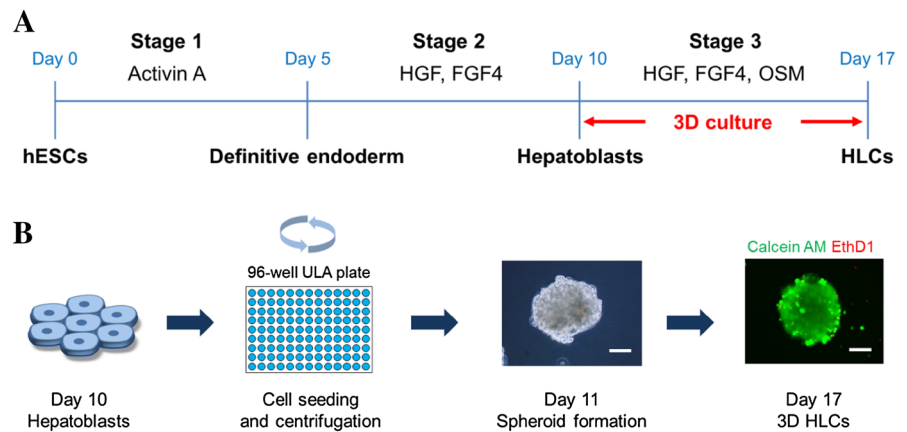 A
Stage 1
Stage 2
Stage 3
Day 0
Day 5
Day 10
Day 17
Activin A
HGF, FGF4
HGF, FGF4, OSM
3D culture
hESCs
Definitive endoderm
Hepatoblasts
HLCs
B
96-well ULA plate
Calcein AM EthD1
Day 10
Hepatoblasts
Cell seeding
and centrifugation
Day 11
Spheroid formation
Day 17
3D HLCs